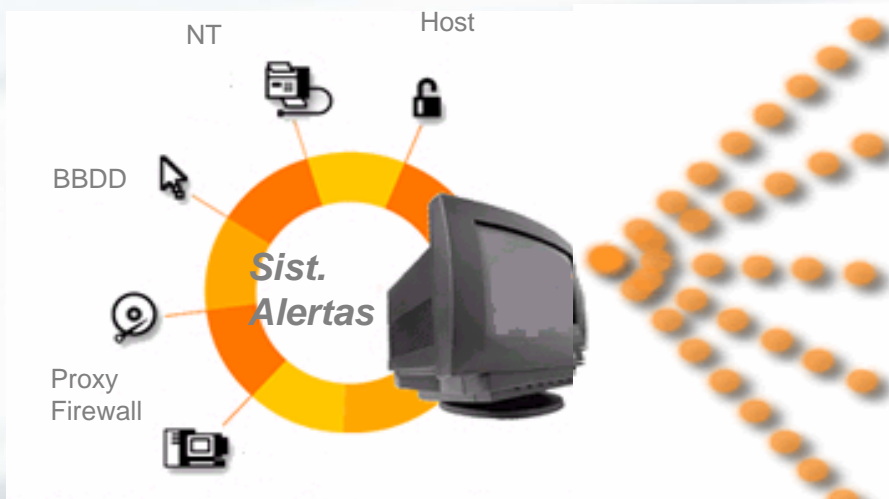 NT
Host
BBDD
Sist.
Alertas
Proxy
Firewall